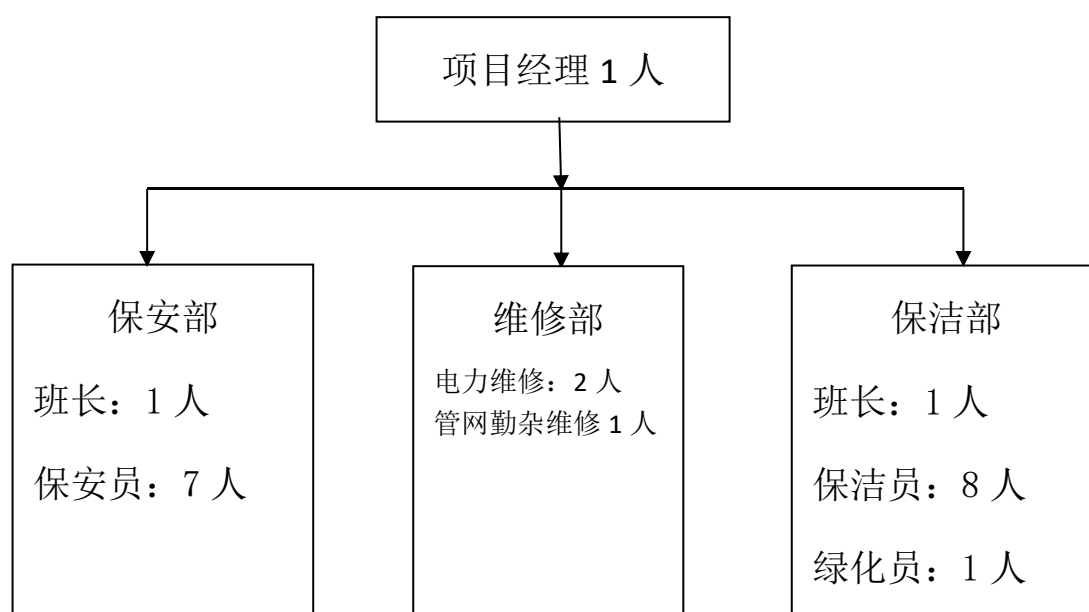 项目经理 1 人
保安部
班长：1 人
保安员：7 人
维修部
电力维修：2 人
管网勤杂维修 1 人
保洁部
班长：1 人
保洁员：8 人
绿化员：1 人